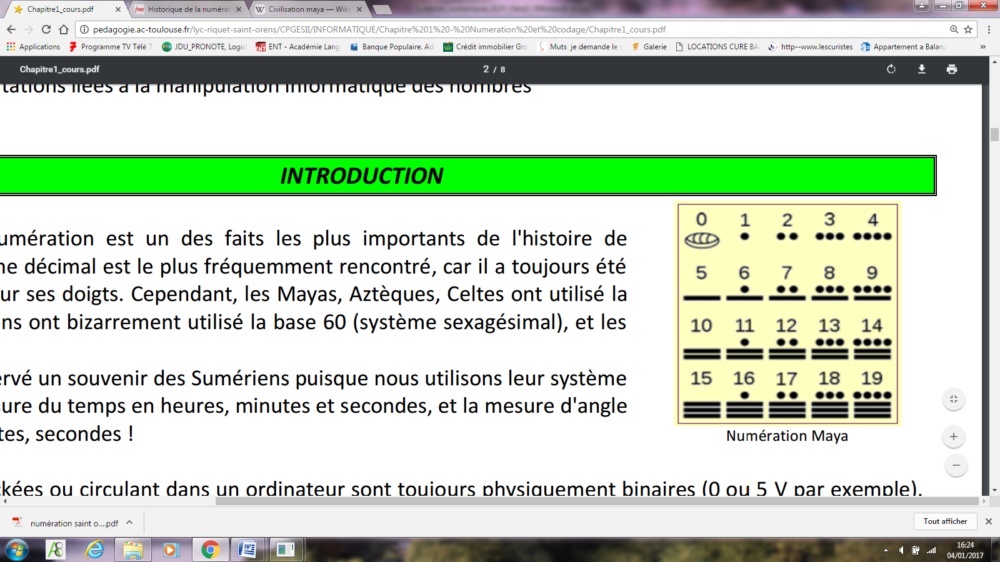 Chapitre1_cours.pdf
free Historique de la numérat
W Civilisation maya — Wiki
pedagogie.ac-toulouse.fr/lyc-riquet-saint-orens/CPGESII/INFORMATIQUE/Chapitre%201%20-%20Numeration%20et%20codage/Chapitre1_cours.pdf
Applications
Programme TV Télé 7
PRN JDU_PRONOTE, Logic
ENT ENT - Académie Lang
Banque Populaire. Ad
Crédit immobilier Gro
Muts je demande le s
Galerie
LOCATIONS CURE BA
http--www.lescuristes
Appartement a Balaru
»
Chapitre1_cours.pdf
2 / 8
tations liées à la manipulation informatique des nombres
INTRODUCTION
umération est un des faits les plus importants de l'histoire de
ne décimal est le plus fréquemment rencontré, car il a toujours été
ur ses doigts. Cependant, les Mayas, Aztèques, Celtes ont utilisé la
ens ont bizarrement utilisé la base 60 (système sexagésimal), et les
ervé un souvenir des Sumériens puisque nous utilisons leur système
sure du temps en heures, minutes et secondes, et la mesure d'angle
tes, secondes !
0 1 2 3 4
5 6 7 8 9
10 11 12 13 14
15 16 17 18 19
Numération Maya
ckées ou circulant dans un ordinateur sont toujours physiquement binaires (0 ou 5 V par exemple).
numération saint o....pdf
Tout afficher
16:24
04/01/2017